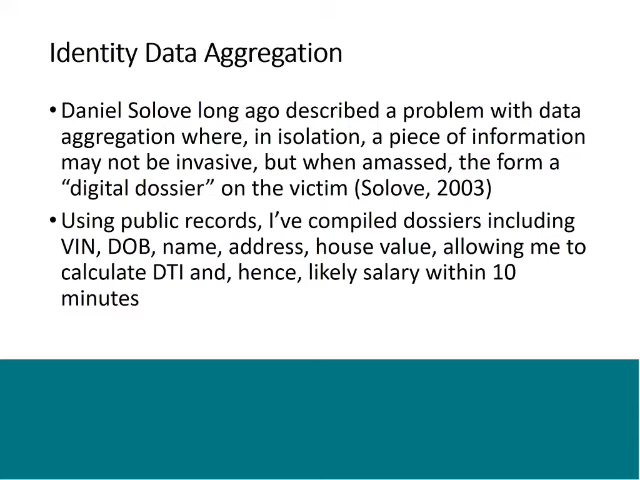 Identity Data Aggregation
• Daniel Solove long ago described a problem with data
aggregation where, in isolation, a piece of information
may not be invasive, but when amassed, the form a
“digital dossier” on the victim (Solove, 2003)
• Using public records, I’ve compiled dossiers including
VIN, DOB, name, address, house value, allowing me to
calculate DTI and, hence, likely salary within 10
minutes